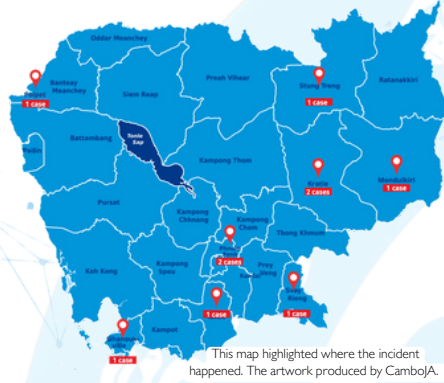 Oddar Meanchey
Banteay
Meanchey
Poipet
1 case
Siem Reap
Preah Vihear
Stung Treng
1 case
Ratanakkiri
Battambang
Pailin
Tonle
Sap
Kampong Thom
Kratie
2 cases
Mondulkiri
1 case
Pursat
Kampong
Chhnang
Kampong
Cham
Tbong Khmum
Phnom
Penh
2 cases
Koh Kong
Kampong
Speu
Kandal
Prey
Veng
Svay
Rieng
1 case
1 case
Kampot
1 case
This map highlighted where the incident
happened. The artwork produced by CamboJA.